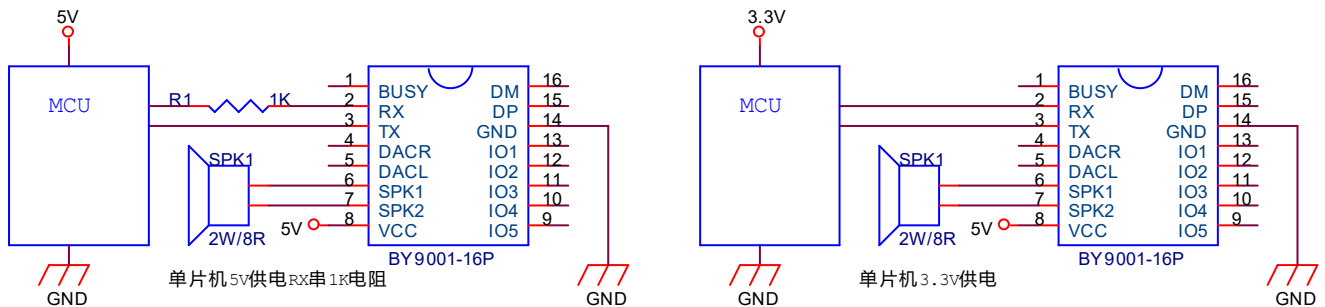 5V
MCU
R1 1K
1 BUSY DM 16
2 RX DP 15
3 TX GND 14
4 DACR IO1 13
5 DACL IO2 12
6 SPK1 IO3 11
7 SPK2 IO4 10
8 VCC IO5 9
SPK1
2W/8R
5V
BY9001-16P
GND
单片机5V供电RX串1K电阻
GND
3.3V
MCU
1 BUSY DM 16
2 RX DP 15
3 TX GND 14
4 DACR IO1 13
5 DACL IO2 12
6 SPK1 IO3 11
7 SPK2 IO4 10
8 VCC IO5 9
SPK1
2W/8R
5V
BY9001-16P
GND
单片机3.3V供电
GND